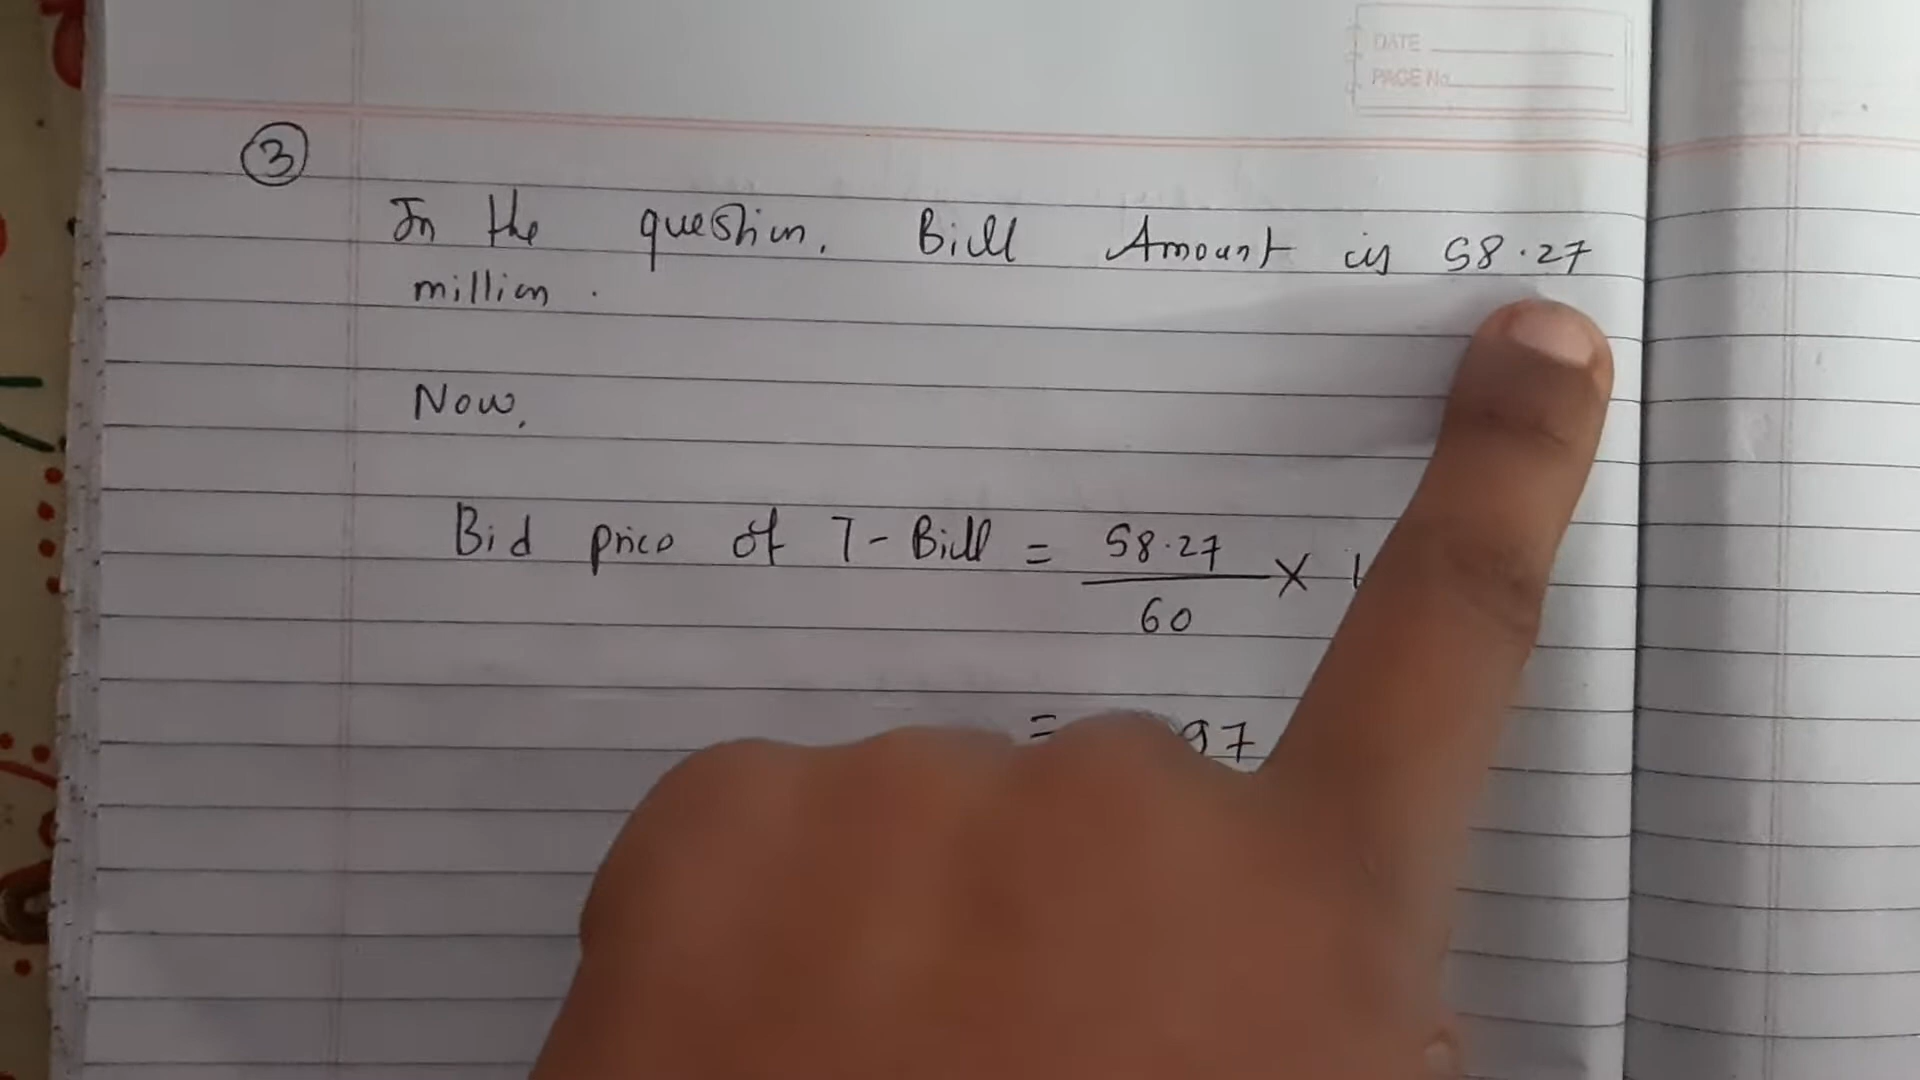 DATE
PAGE No.
3
In the question, Bill Amount is 58.27
million.
Now,
Bid price of T-Bill = 58.27 / 60 ×
= 97